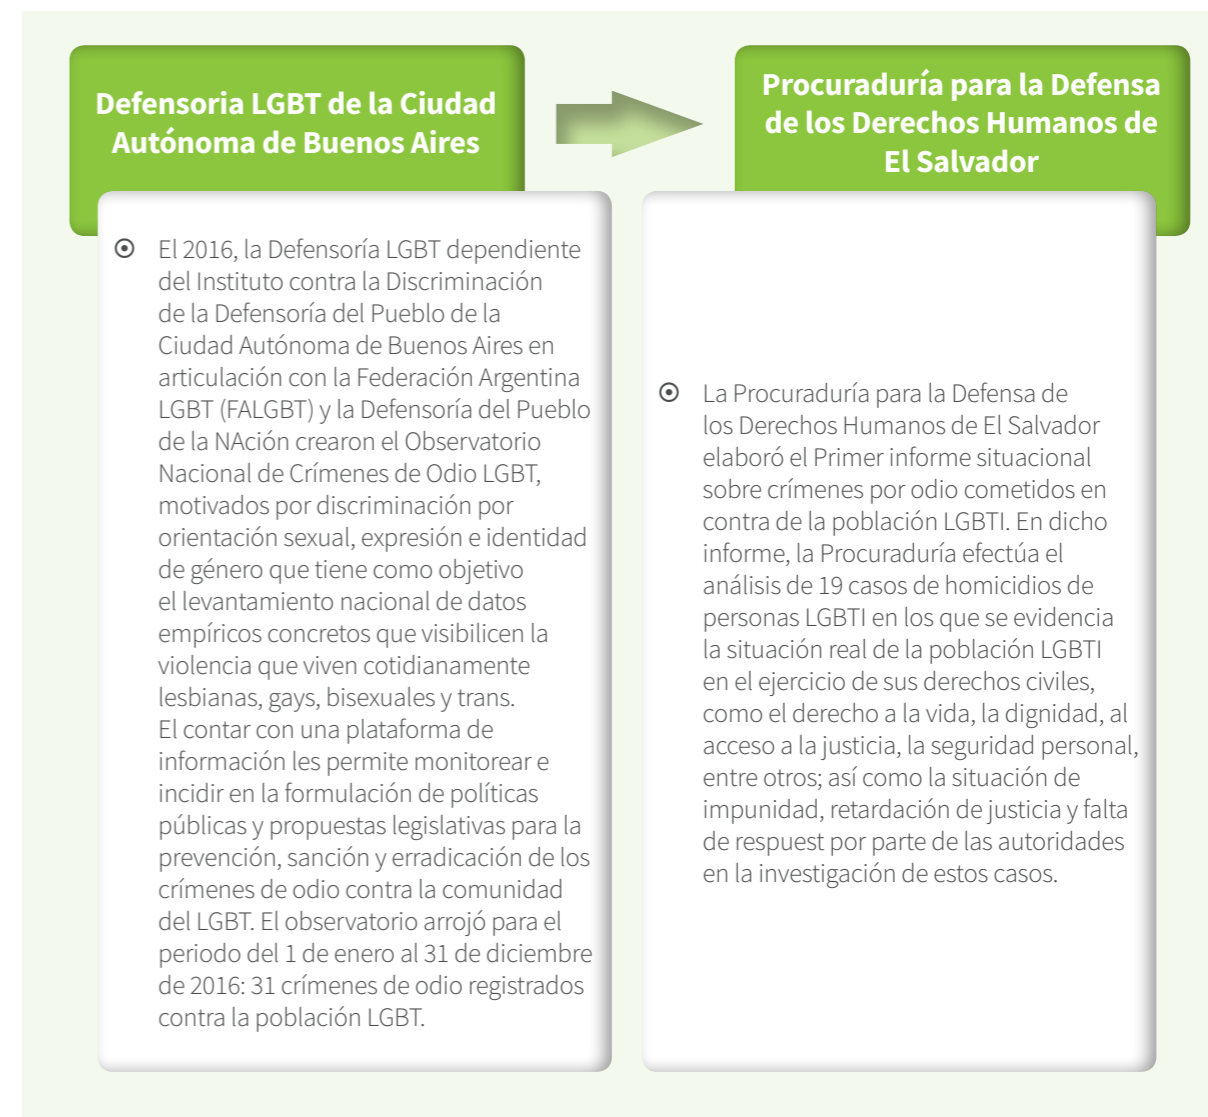 Defensoria LGBT de la Ciudad
Autónoma de Buenos Aires
El 2016, la Defensoría LGBT dependiente
del Instituto contra la Discriminación
de la Defensoría del Pueblo de la
Ciudad Autónoma de Buenos Aires en
articulación con la Federación Argentina
LGBT (FALGBT) y la Defensoría del Pueblo
de la NAción crearon el Observatorio
Nacional de Crímenes de Odio LGBT,
motivados por discriminación por
orientación sexual, expresión e identidad
de género que tiene como objetivo
el levantamiento nacional de datos
empíricos concretos que visibilicen la
violencia que viven cotidianamente
lesbianas, gays, bisexuales y trans.
El contar con una plataforma de
información les permite monitorear e
incidir en la formulación de políticas
públicas y propuestas legislativas para la
prevención, sanción y erradicación de los
crímenes de odio contra la comunidad
del LGBT. El observatorio arrojó para el
periodo del 1 de enero al 31 de diciembre
de 2016: 31 crímenes de odio registrados
contra la población LGBT.
Procuraduría para la Defensa
de los Derechos Humanos de
El Salvador
La Procuraduría para la Defensa de
los Derechos Humanos de El Salvador
elaboró el Primer informe situacional
sobre crímenes por odio cometidos en
contra de la población LGBTI. En dicho
informe, la Procuraduría efectúa el
análisis de 19 casos de homicidios de
personas LGBTI en los que se evidencia
la situación real de la población LGBTI
en el ejercicio de sus derechos civiles,
como el derecho a la vida, la dignidad, al
acceso a la justicia, la seguridad personal,
entre otros; así como la situación de
impunidad, retardación de justicia y falta
de respuest por parte de las autoridades
en la investigación de estos casos.